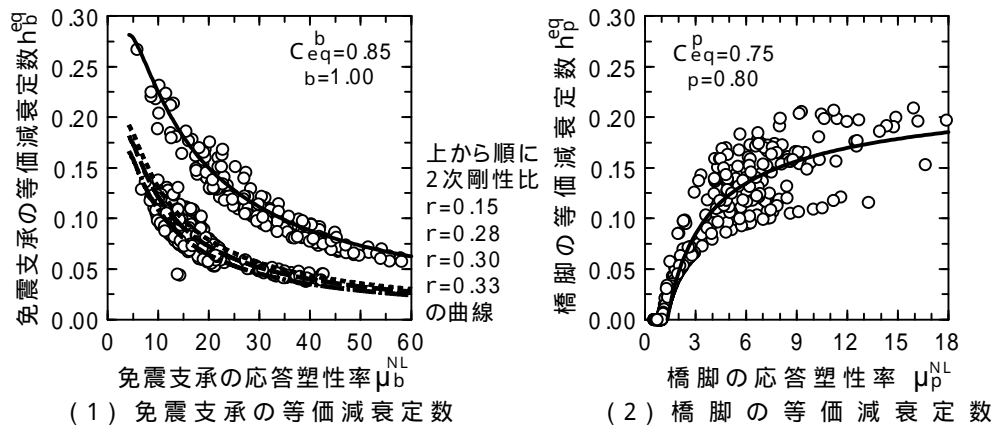 免震支承の等価減衰定数h_b^eq
0.30
0.25
0.20
0.15
0.10
0.05
0.00
0 10 20 30 40 50 60
C_eq^b=0.85
b=1.00
免震支承の応答塑性率μ_b^NL
(1) 免震支承の等価減衰定数
上から順に
2次剛性比
r=0.15
r=0.28
r=0.30
r=0.33
の曲線
橋脚の等価減衰定数h_p^eq
0.30
0.25
0.20
0.15
0.10
0.05
0.00
0 3 6 9 12 15 18
C_eq^p=0.75
p=0.80
橋脚の応答塑性率 μ_p^NL
(2) 橋脚の等価減衰定数